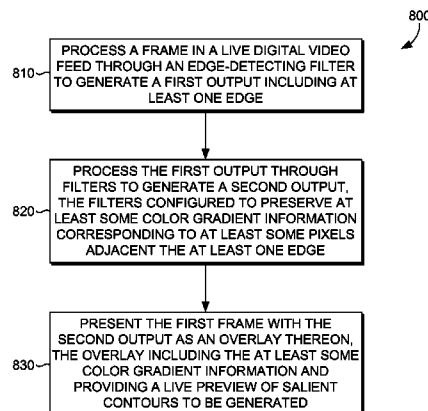 800
810
PROCESS A FRAME IN A LIVE DIGITAL VIDEO
FEED THROUGH AN EDGE-DETECTING FILTER
TO GENERATE A FIRST OUTPUT INCLUDING AT
LEAST ONE EDGE
820
PROCESS THE FIRST OUTPUT THROUGH
FILTERS TO GENERATE A SECOND OUTPUT,
THE FILTERS CONFIGURED TO PRESERVE AT
LEAST SOME COLOR GRADIENT INFORMATION
CORRESPONDING TO AT LEAST SOME PIXELS
ADJACENT THE AT LEAST ONE EDGE
830
PRESENT THE FIRST FRAME WITH THE
SECOND OUTPUT AS AN OVERLAY THEREON,
THE OVERLAY INCLUDING THE AT LEAST SOME
COLOR GRADIENT INFORMATION AND
PROVIDING A LIVE PREVIEW OF SALIENT
CONTOURS TO BE GENERATED